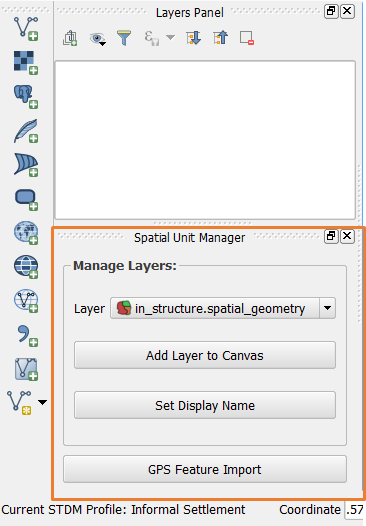 Layers Panel
Spatial Unit Manager
Manage Layers:
Layer in_structure.spatial_geometry
Add Layer to Canvas
Set Display Name
GPS Feature Import
Current STDM Profile: Informal Settlement Coordinate .57